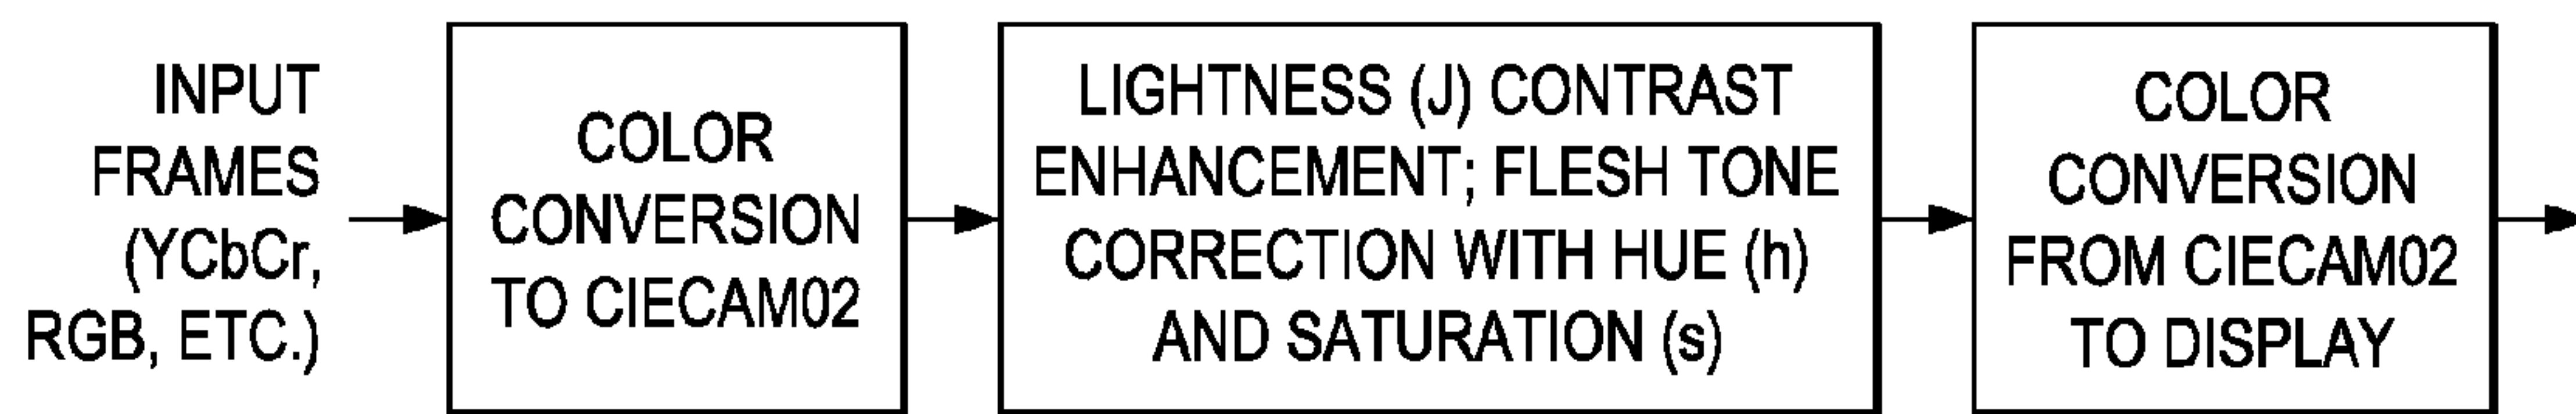 INPUT
FRAMES
(YCbCr,
RGB, ETC.)
COLOR
CONVERSION
TO CIECAM02
LIGHTNESS (J) CONTRAST
ENHANCEMENT; FLESH TONE
CORRECTION WITH HUE (h)
AND SATURATION (s)
COLOR
CONVERSION
FROM CIECAM02
TO DISPLAY